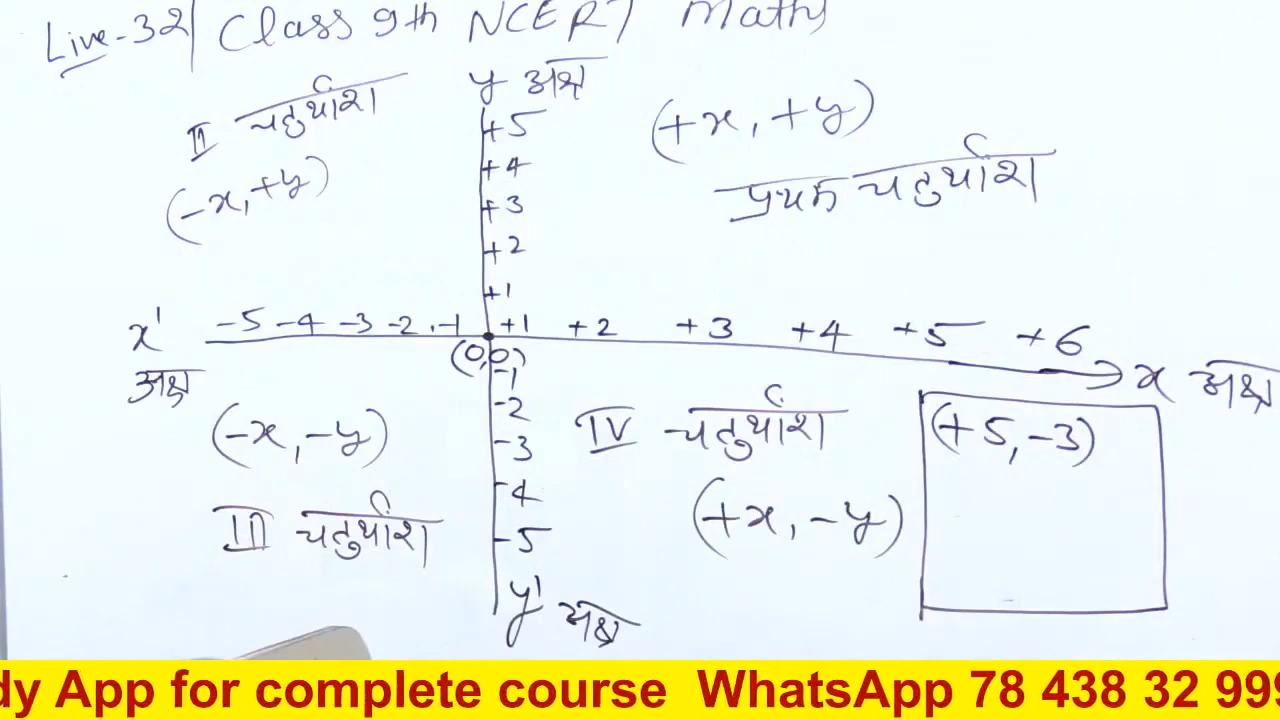 Live-32| Class 9th NCERT Maths
y अक्ष
II चतुर्थांश
(-x, +y)
(+x, +y)
प्रथम चतुर्थांश
+5
+4
+3
+2
+1
x' -5 -4 -3 -2 -1 +1 +2 +3 +4 +5 +6
अक्ष
(0,0)
x अक्ष
-1
-2
-3
-4
-5
(-x, -y)
III चतुर्थांश
IV चतुर्थांश
(+x, -y)
(+5, -3)
y' अक्ष
dy App for complete course WhatsApp 78 438 32 999